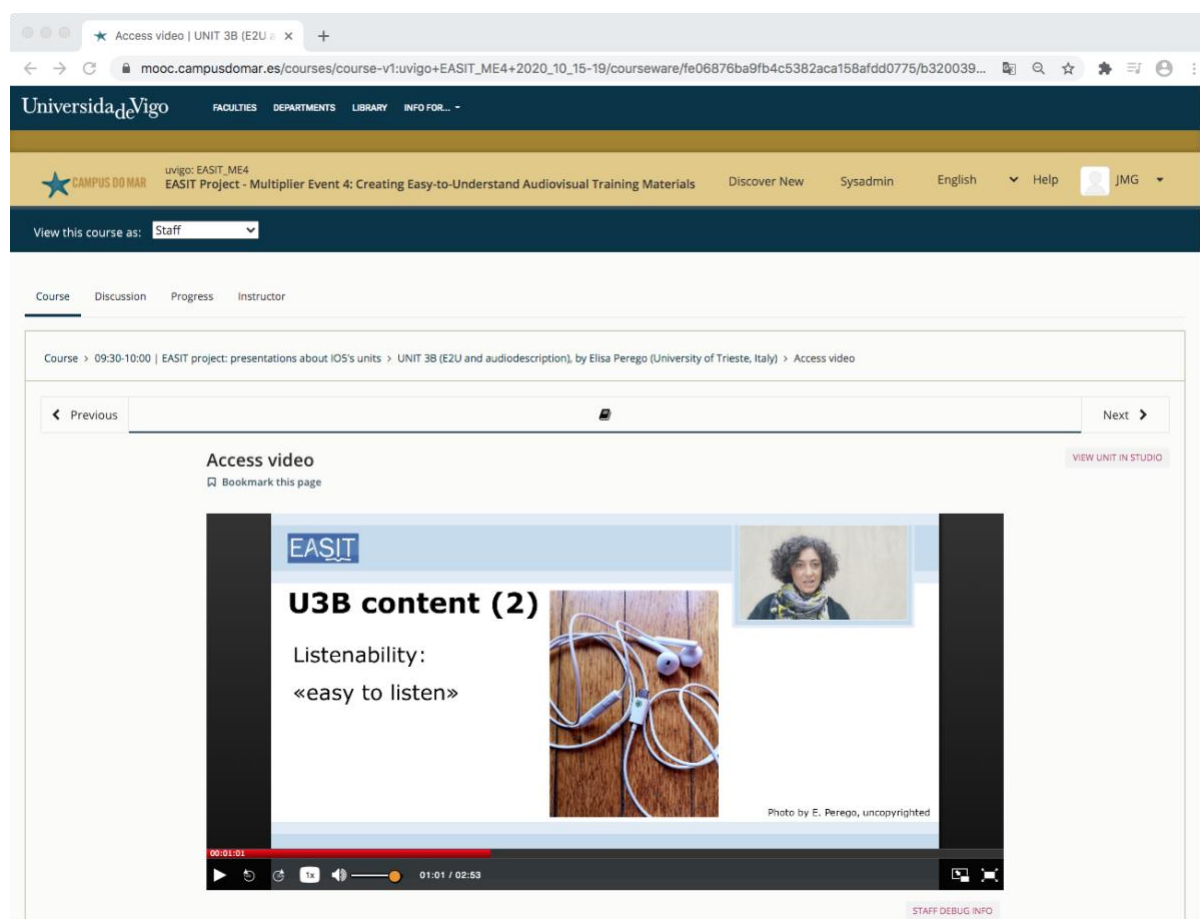 Access video | UNIT 3B (E2U a
mooc.campusdomar.es/courses/course-v1:uvigo+EASIT_ME4+2020_10_15-19/courseware/fe06876ba9fb4c5382aca158afdd0775/b320039...
UniversidadeVigo FACULTIES DEPARTMENTS LIBRARY INFO FOR...
uvigo: EASIT_ME4
CAMPUS DO MAR EASIT Project - Multiplier Event 4: Creating Easy-to-Understand Audiovisual Training Materials Discover New Sysadmin English Help JMG
View this course as: Staff
Course Discussion Progress Instructor
Course > 09:30-10:00 | EASIT project: presentations about IO5's units > UNIT 3B (E2U and audiodescription), by Elisa Perego (University of Trieste, Italy) > Access video
Previous Next
Access video VIEW UNIT IN STUDIO
Bookmark this page
EASIT
U3B content (2)
Listenability:
«easy to listen»
Photo by E. Perego, uncopyrighted
00:01:01
1x 01:01 / 02:53
STAFF DEBUG INFO